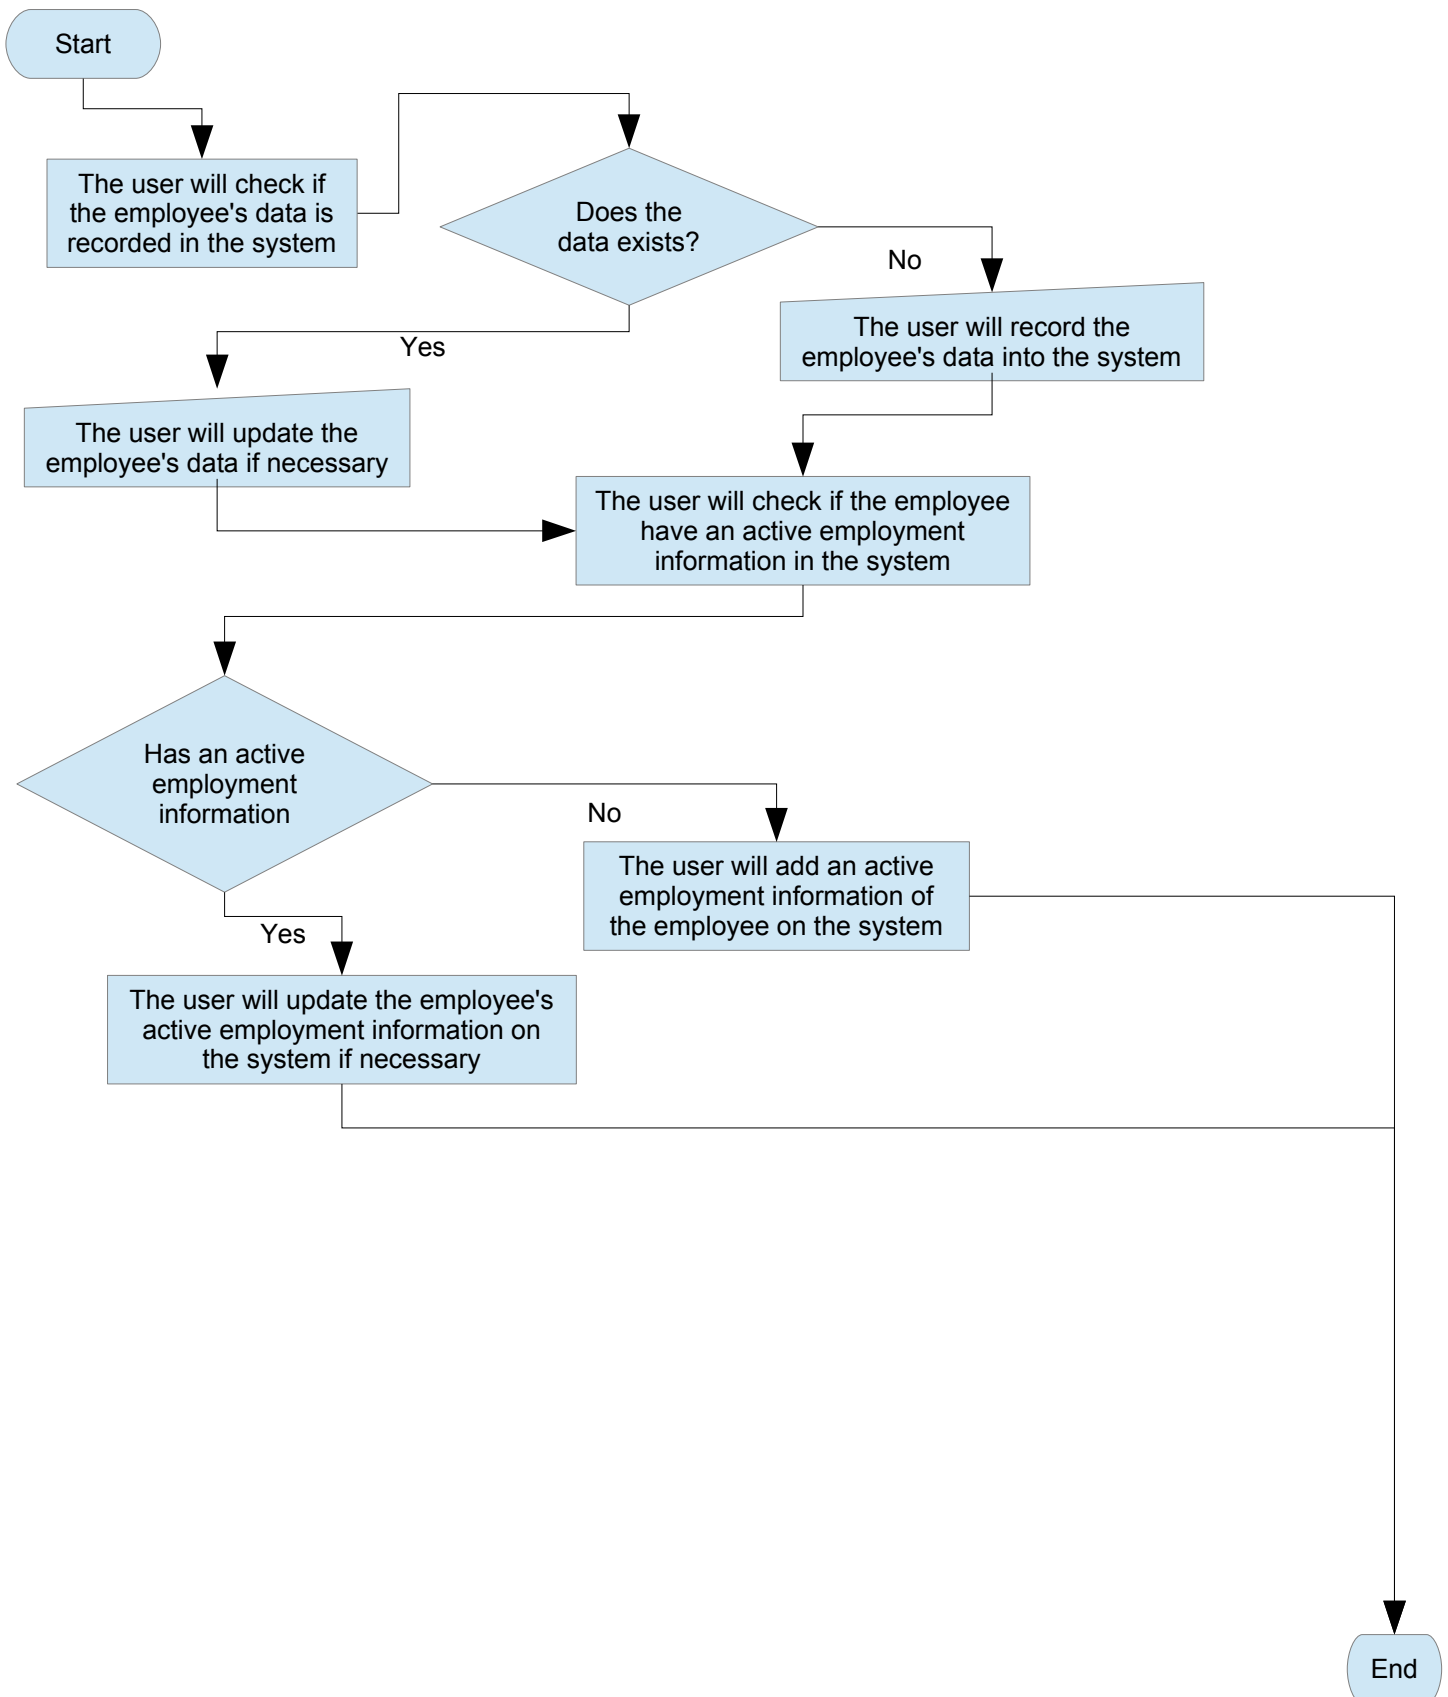 Start
The user will check if
the employee's data is
recorded in the system
Does the
data exists?
No
The user will record the
employee's data into the system
Yes
The user will update the
employee's data if necessary
The user will check if the employee
have an active employment
information in the system
Has an active
employment
information
No
The user will add an active
employment information of
the employee on the system
Yes
The user will update the employee's
active employment information on
the system if necessary
End